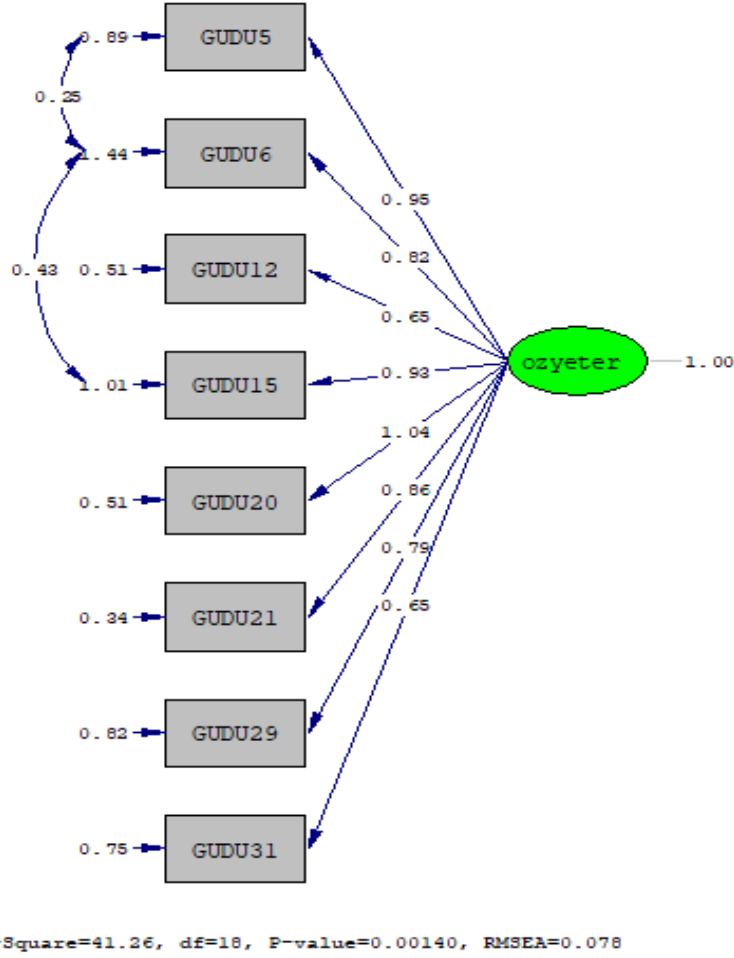 0.89 GUDU5
0.25
1.44 GUDU6
0.95
0.82
0.43 0.51 GUDU12
0.65
ozyeter 1.00
1.01 GUDU15
0.93
1.04
0.51 GUDU20
0.86
0.79
0.34 GUDU21
0.65
0.82 GUDU29
0.75 GUDU31
-Square=41.26, df=18, P-value=0.00140, RMSEA=0.078